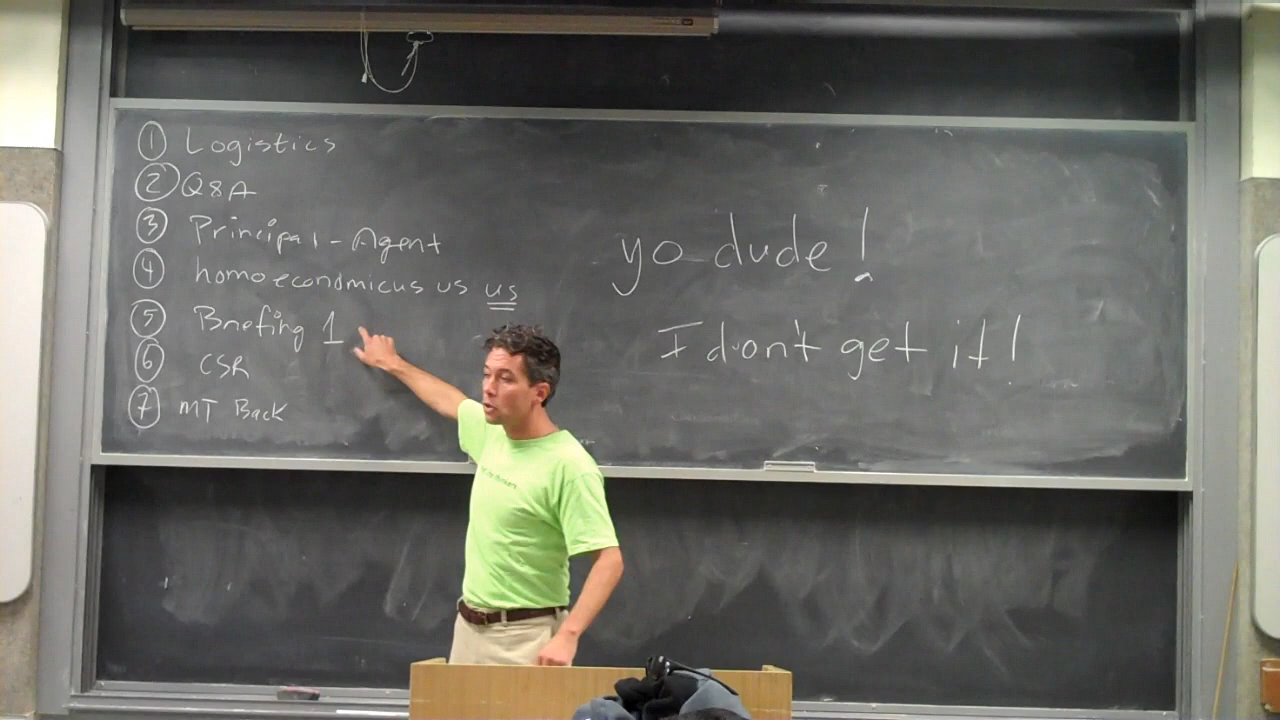 ① Logistics
② Q&A
③ Principal-Agent
④ homo economicus vs us
⑤ Briefing 1
⑥ CSR
⑦ MT Back
yo dude!
I don't get it!